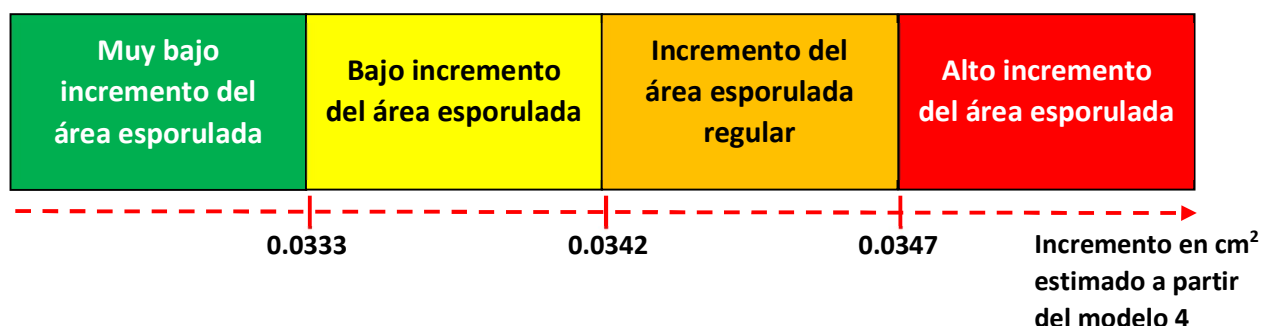 Muy bajo
incremento del
área esporulada
Bajo incremento
del área esporulada
Incremento del
área esporulada
regular
Alto incremento
del área esporulada
0.0333
0.0342
0.0347
Incremento en cm²
estimado a partir
del modelo 4